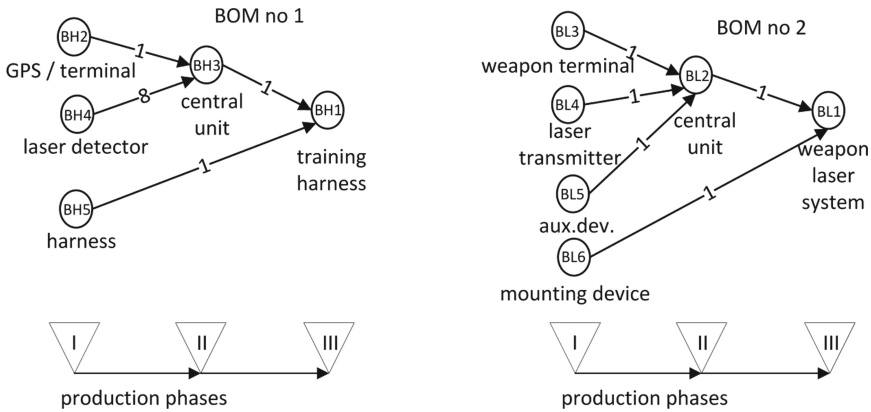 BOM no 1
BH2
1
GPS / terminal
BH3
8
BH4
central
unit
laser detector
1
BH1
training
harness
1
BH5
harness
I
II
III
production phases
BOM no 2
BL3
1
weapon terminal
BL2
1
BL4
laser
transmitter
central
unit
1
BL1
weapon
laser
system
1
BL5
aux.dev.
1
BL6
mounting device
I
II
III
production phases